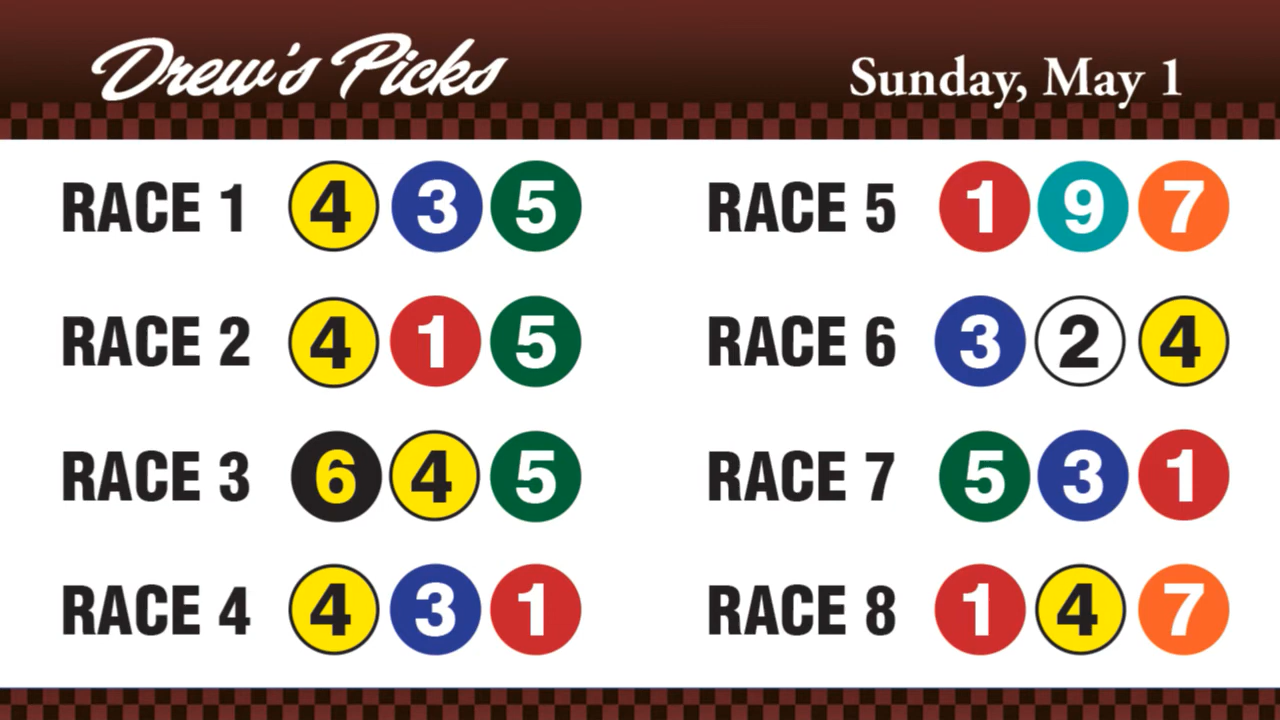 Drew's Picks
Sunday, May 1
RACE 1 4 3 5
RACE 2 4 1 5
RACE 3 6 4 5
RACE 4 4 3 1
RACE 5 1 9 7
RACE 6 3 2 4
RACE 7 5 3 1
RACE 8 1 4 7